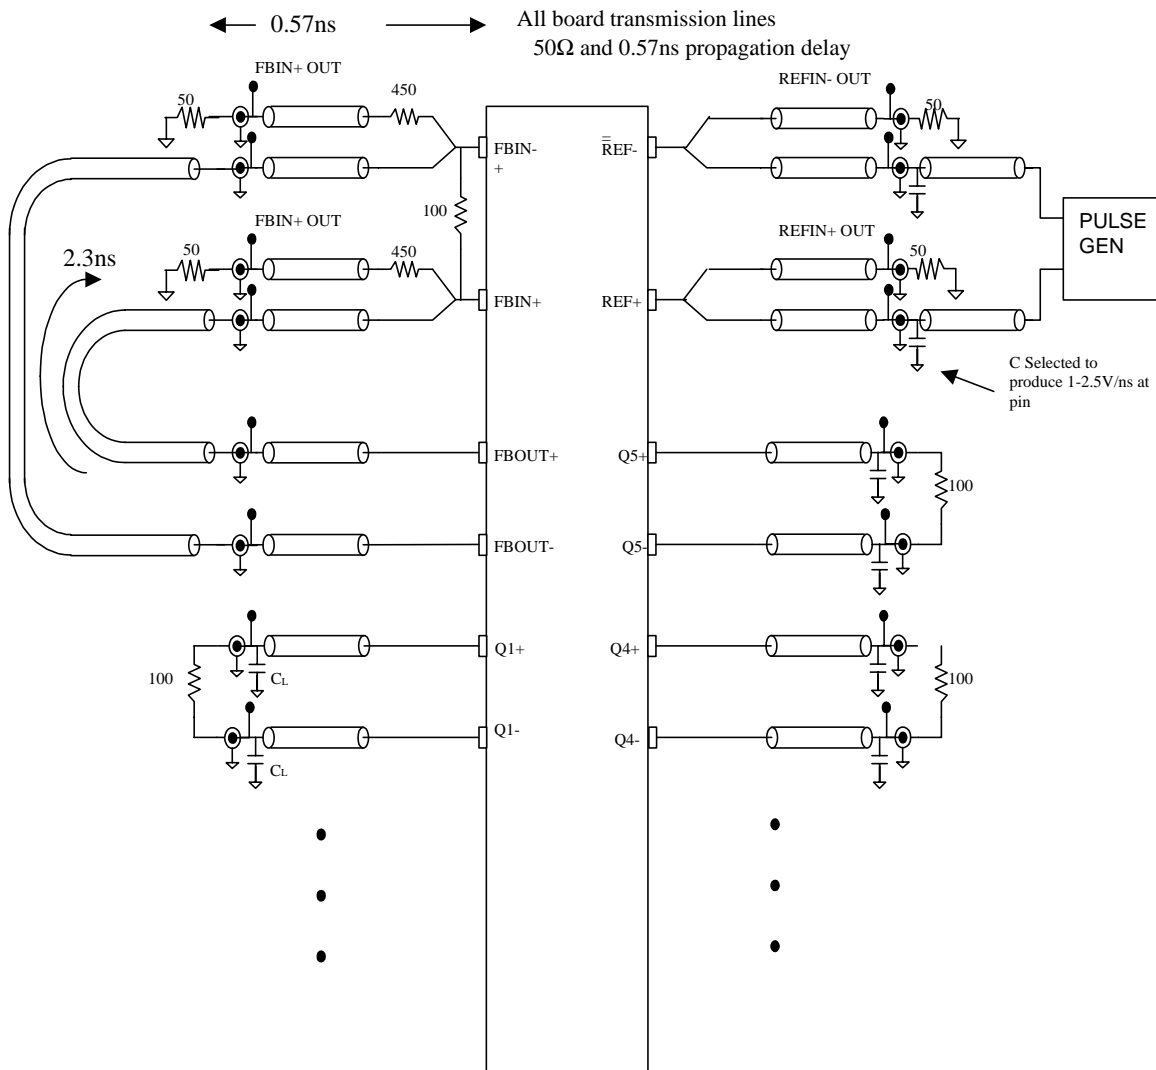 0.57ns
All board transmission lines
50Ω and 0.57ns propagation delay
FBIN+ OUT
50
450
REFIN- OUT
50
FBIN-
+
REF-
100
FBIN+ OUT
50
450
REFIN+ OUT
50
PULSE
GEN
2.3ns
FBIN+
REF+
C Selected to
produce 1-2.5V/ns at
pin
FBOUT+
Q5+
100
FBOUT-
Q5-
Q1+
Q4+
100
CL
100
Q1-
Q4-
CL